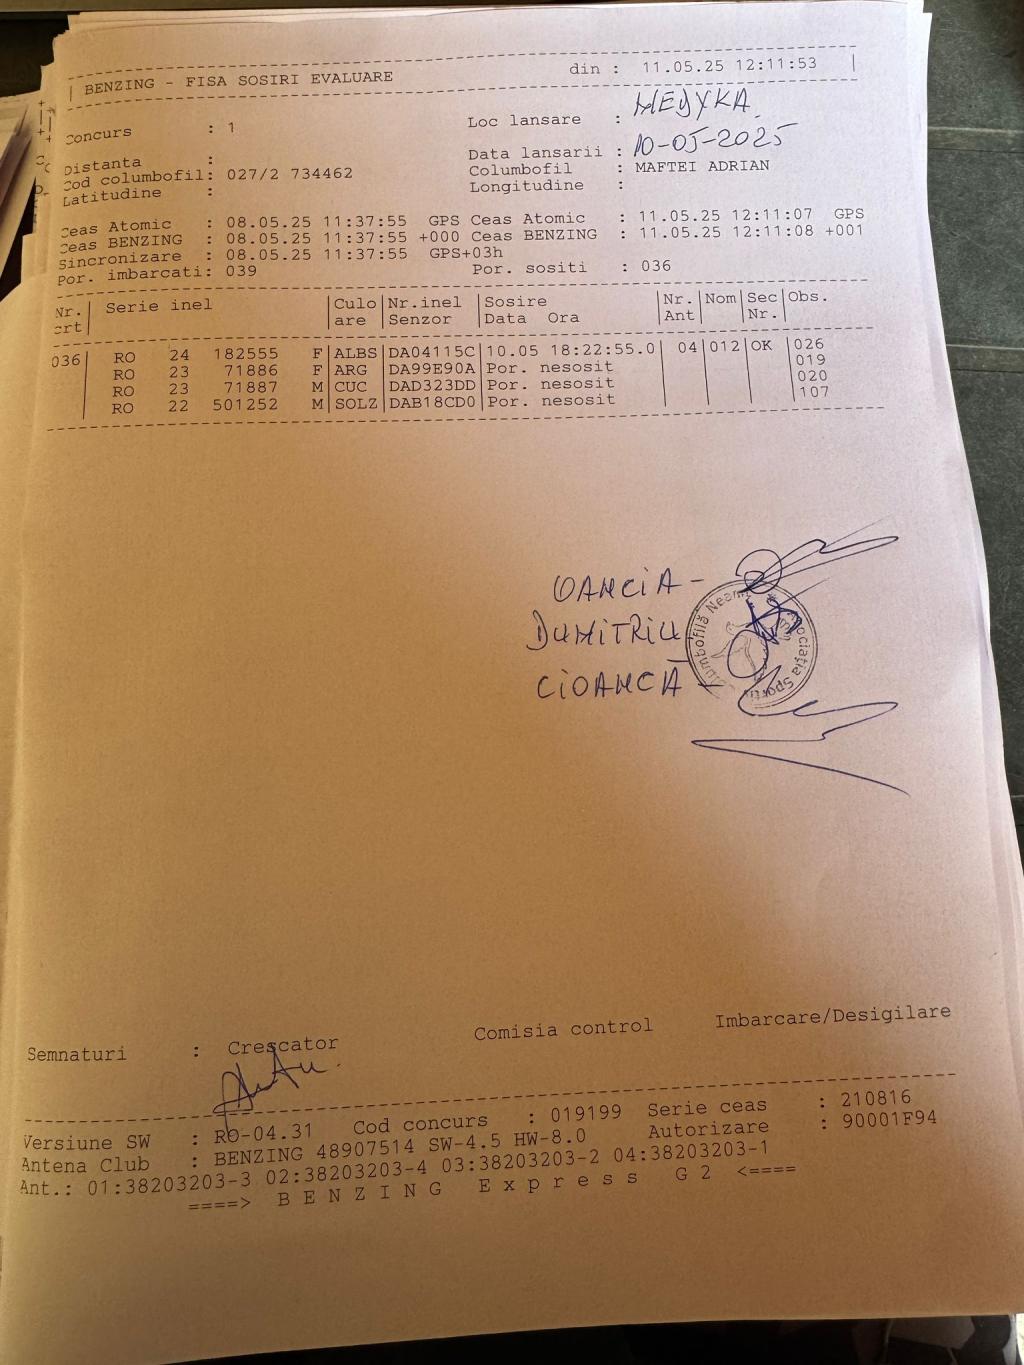 BENZING - FISA SOSIRI EVALUARE din : 11.05.25 12:11:53
Concurs : 1 Loc lansare : MEDYKA
Distanta : Data lansarii : 10-05-2025
Cod columbofil: 027/2 734462 Columbofil : MAFTEI ADRIAN
Latitudine : Longitudine :
Ceas Atomic : 08.05.25 11:37:55 GPS Ceas Atomic : 11.05.25 12:11:07 GPS
Ceas BENZING : 08.05.25 11:37:55 +000 Ceas BENZING : 11.05.25 12:11:08 +001
Sincronizare : 08.05.25 11:37:55 GPS+03h
Por. imbarcati: 039 Por. sositi : 036
Nr. Serie inel Culo Nr.inel Sosire Nr. Nom Sec Obs.
crt are Senzor Data Ora Ant Nr.
036 RO 24 182555 F ALBS DA04115C 10.05 18:22:55.0 04 012 OK 026
RO 23 71886 F ARG DA99E90A Por. nesosit 019
RO 23 71887 M CUC DAD323DD Por. nesosit 020
RO 22 501252 M SOLZ DAB18CD0 Por. nesosit 107
OANCIA -
DUMITRIU
CIOANCĂ
Asociația Sportivă Columbofilă Neamț
Semnaturi : Crescator Comisia control Imbarcare/Desigilare
Versiune SW : RO-04.31 Cod concurs : 019199 Serie ceas : 210816
Antena Club : BENZING 48907514 SW-4.5 HW-8.0 Autorizare : 90001F94
Ant.: 01:38203203-3 02:38203203-4 03:38203203-2 04:38203203-1
====> B E N Z I N G E x p r e s s G 2 <====